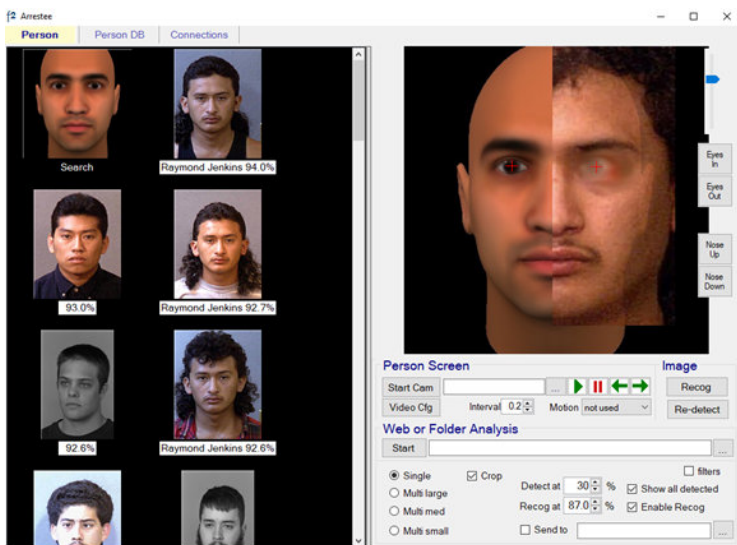 Arrestee
Person
Person DB
Connections
Search
Raymond Jenkins 94.0%
93.0%
Raymond Jenkins 92.7%
92.6%
Raymond Jenkins 92.6%
Eyes In
Eyes Out
Nose Up
Nose Down
Person Screen
Image
Start Cam
...
Recog
Video Cfg
Interval 0.2
Motion not used
Re-detect
Web or Folder Analysis
Start
...
Single
Crop
filters
Multi large
Detect at 30 %
Show all detected
Multi med
Recog at 87.0 %
Enable Recog
Multi small
Send to
...